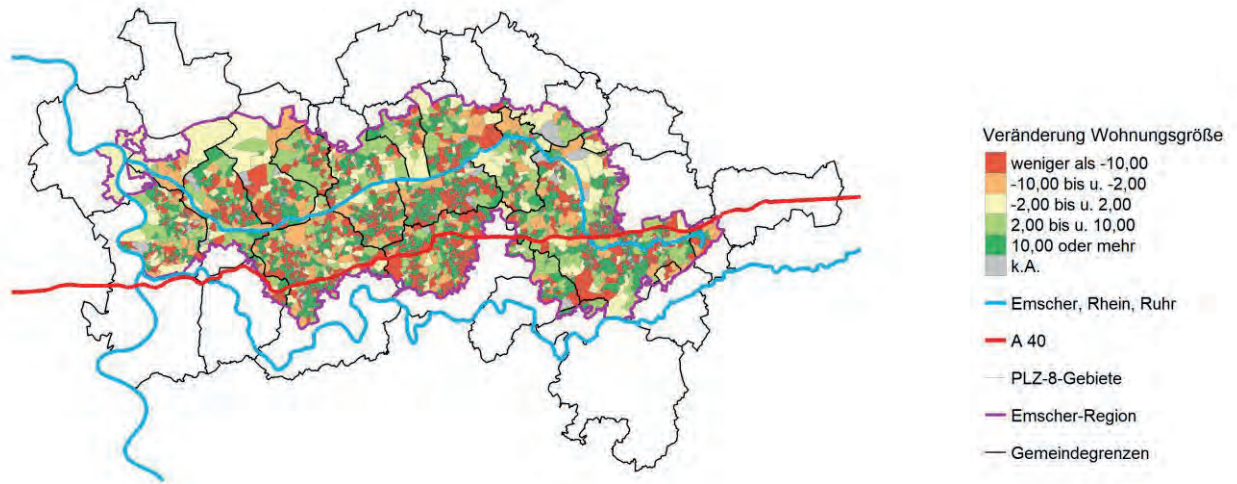 Veränderung Wohnungsgröße
weniger als -10,00
-10,00 bis u. -2,00
-2,00 bis u. 2,00
2,00 bis u. 10,00
10,00 oder mehr
k.A.
Emscher, Rhein, Ruhr
A 40
PLZ-8-Gebiete
Emscher-Region
Gemeindegrenzen